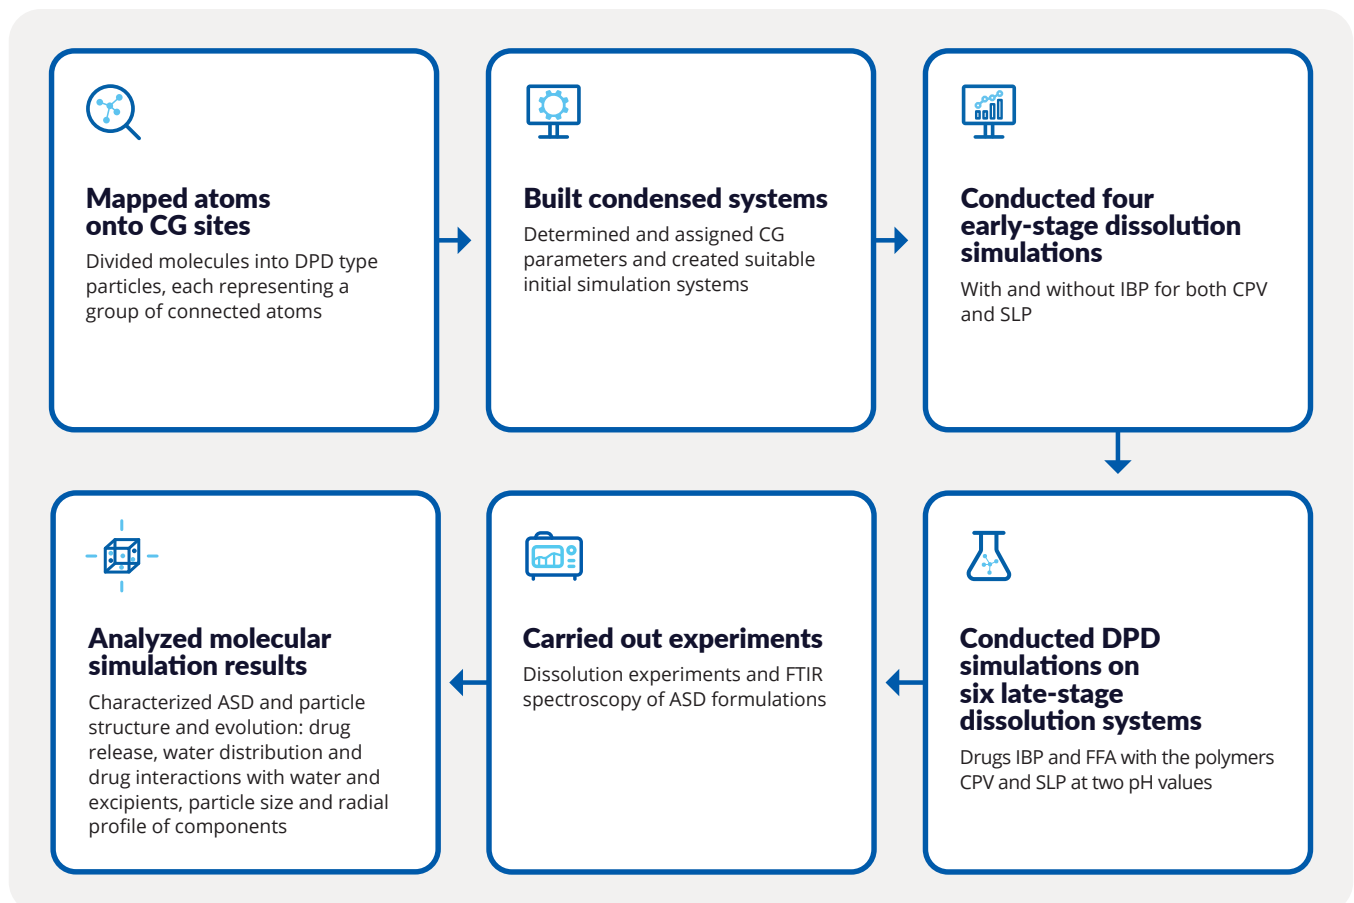 Mapped atoms
onto CG sites
Divided molecules into DPD type
particles, each representing a
group of connected atoms
Built condensed systems
Determined and assigned CG
parameters and created suitable
initial simulation systems
Conducted four
early-stage dissolution
simulations
With and without IBP for both CPV
and SLP
Conducted DPD
simulations on
six late-stage
dissolution systems
Drugs IBP and FFA with the polymers
CPV and SLP at two pH values
Carried out experiments
Dissolution experiments and FTIR
spectroscopy of ASD formulations
Analyzed molecular
simulation results
Characterized ASD and particle
structure and evolution: drug
release, water distribution and
drug interactions with water and
excipients, particle size and radial
profile of components